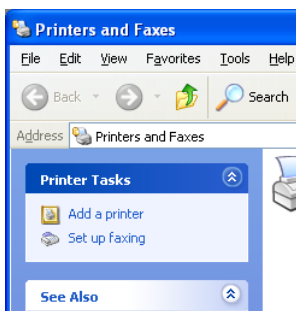 Printers and Faxes
File Edit View Favorites Tools Help
Back Search
Address Printers and Faxes
Printer Tasks
Add a printer
Set up faxing
See Also